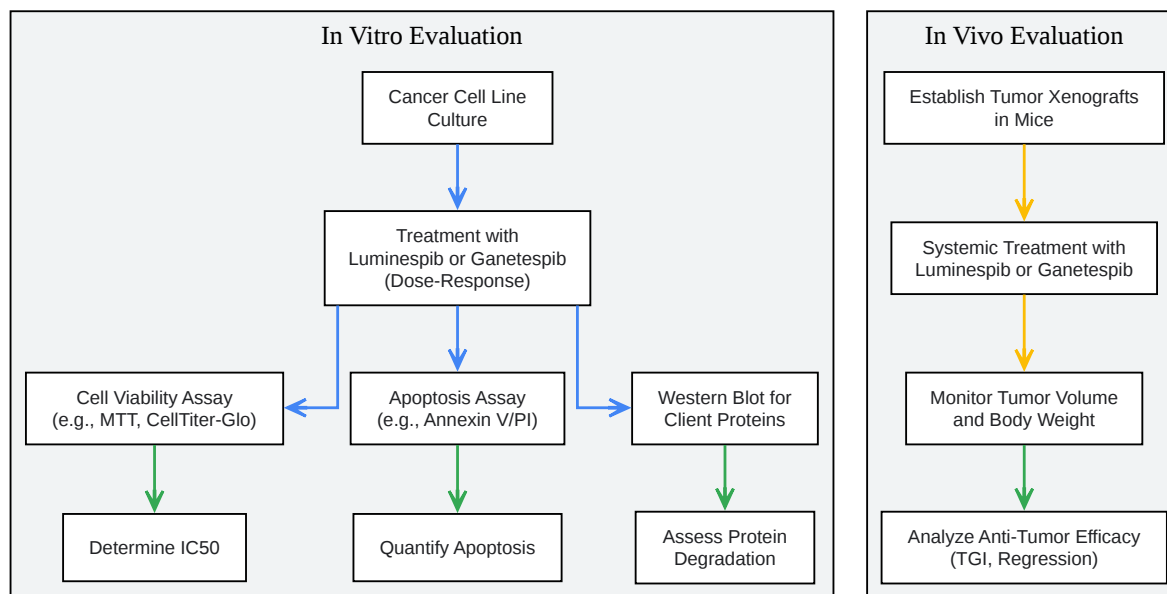 In Vitro Evaluation
Cancer Cell Line
Culture
Treatment with
Luminespib or Ganetespib
(Dose-Response)
Cell Viability Assay
(e.g., MTT, CellTiter-Glo)
Apoptosis Assay
(e.g., Annexin V/PI)
Western Blot for
Client Proteins
Determine IC50
Quantify Apoptosis
Assess Protein
Degradation
In Vivo Evaluation
Establish Tumor Xenografts
in Mice
Systemic Treatment with
Luminespib or Ganetespib
Monitor Tumor Volume
and Body Weight
Analyze Anti-Tumor Efficacy
(TGI, Regression)